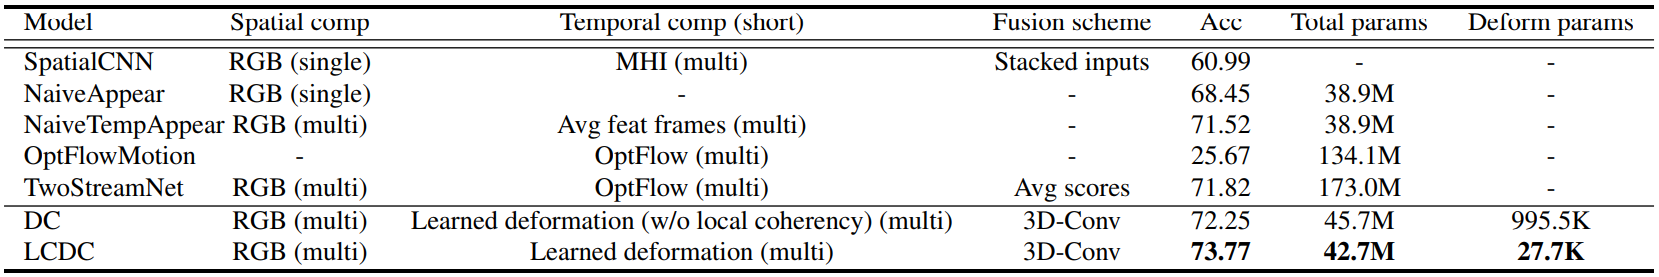 Model Spatial comp Temporal comp (short) Fusion scheme Acc Total params Deform params
SpatialCNN RGB (single) MHI (multi) Stacked inputs 60.99 - -
NaiveAppear RGB (single) - - 68.45 38.9M -
NaiveTempAppear RGB (multi) Avg feat frames (multi) - 71.52 38.9M -
OptFlowMotion - OptFlow (multi) - 25.67 134.1M -
TwoStreamNet RGB (multi) OptFlow (multi) Avg scores 71.82 173.0M -
DC RGB (multi) Learned deformation (w/o local coherency) (multi) 3D-Conv 72.25 45.7M 995.5K
LCDC RGB (multi) Learned deformation (multi) 3D-Conv 73.77 42.7M 27.7K